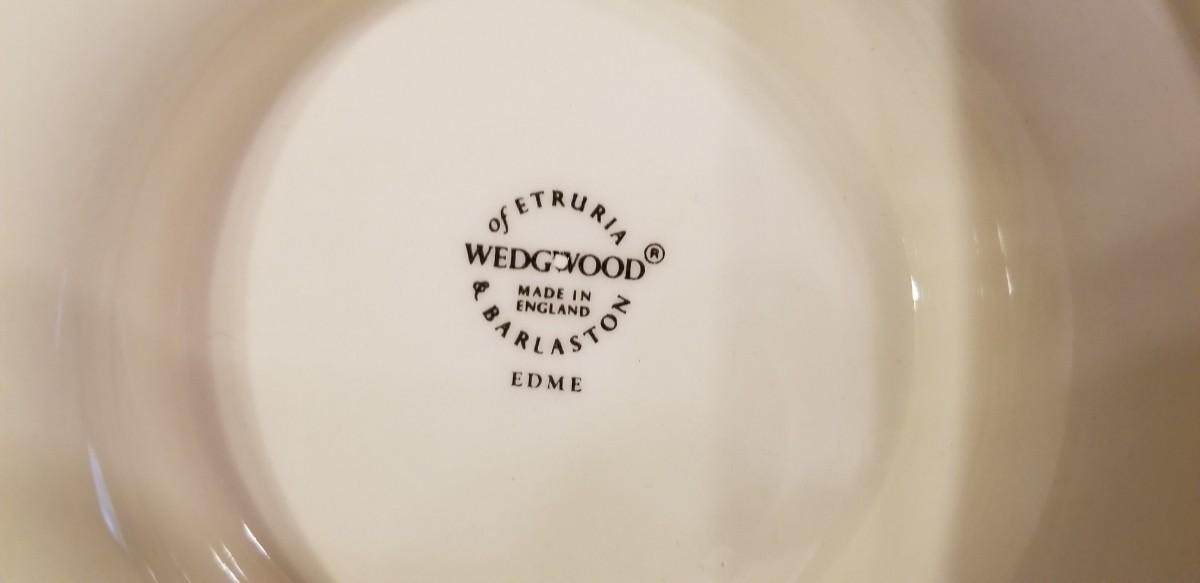 of ETRURIA
WEDGWOOD®
MADE IN
ENGLAND
& BARLASTON
EDME